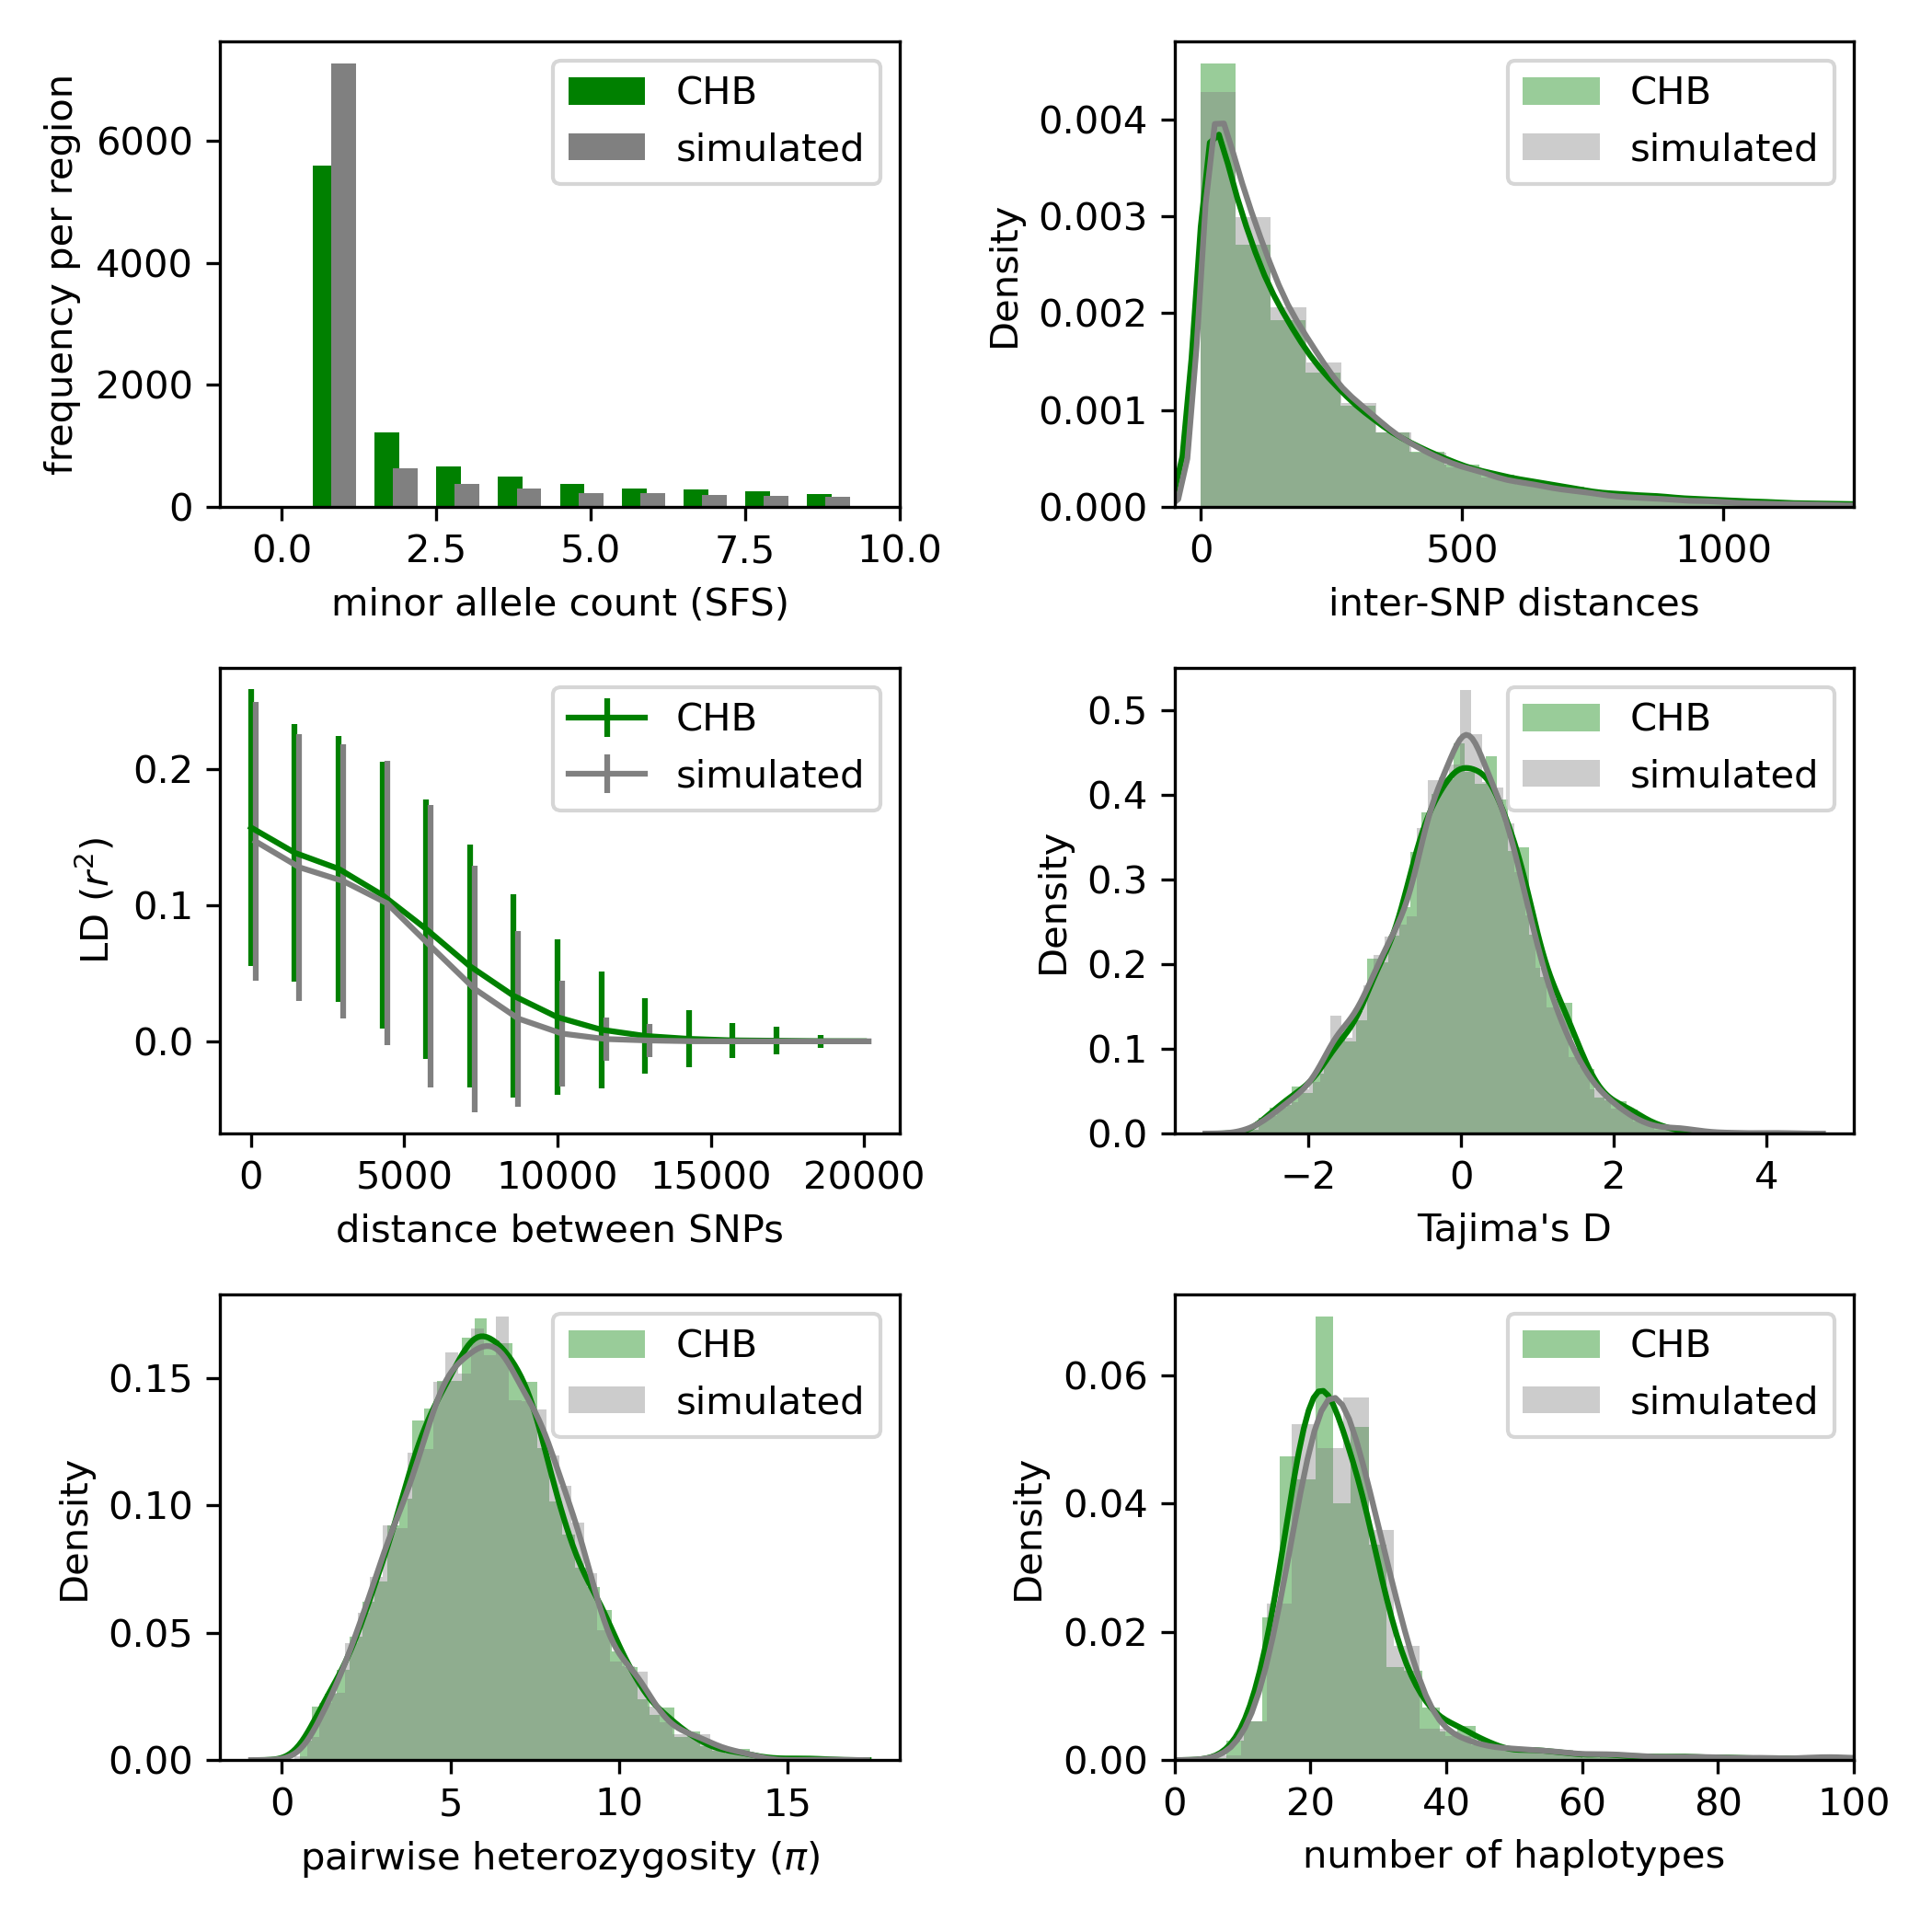 frequency per region
6000
4000
2000
0
0.0 2.5 5.0 7.5 10.0
minor allele count (SFS)
CHB
simulated
Density
0.004
0.003
0.002
0.001
0.000
0 500 1000
inter-SNP distances
CHB
simulated
LD (r²)
0.2
0.1
0.0
0 5000 10000 15000 20000
distance between SNPs
CHB
simulated
Density
0.5
0.4
0.3
0.2
0.1
0.0
−2 0 2 4
Tajima's D
CHB
simulated
Density
0.15
0.10
0.05
0.00
0 5 10 15
pairwise heterozygosity (π)
CHB
simulated
Density
0.06
0.04
0.02
0.00
0 20 40 60 80 100
number of haplotypes
CHB
simulated